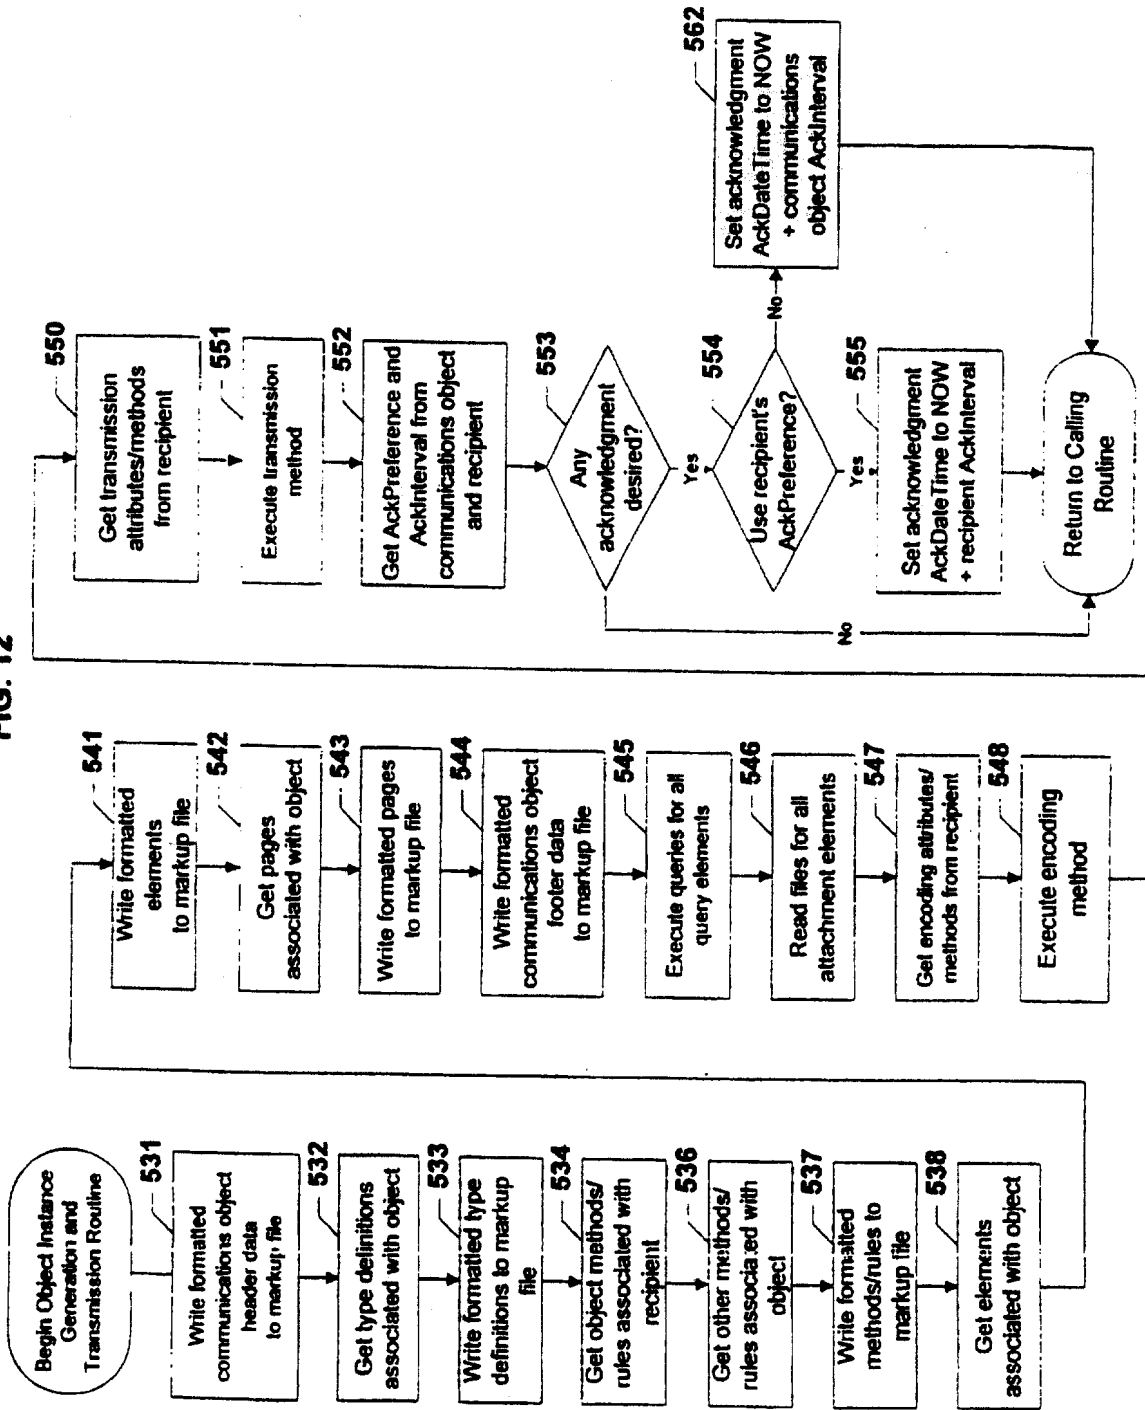 FIG. 12
Begin Object Instance
Generation and
Transmission Routine
531
Write formatted
communications object
header data
to markup file
532
Get type definitions
associated with object
533
Write formatted type
definitions to markup
file
534
Get object methods/
rules associated with
recipient
536
Get other methods/
rules associated with
object
537
Write formatted
methods/rules to
markup file
538
Get elements
associated with object
541
Write formatted
elements
to markup file
542
Get pages
associated with object
543
Write formatted pages
to markup file
544
Write formatted
communications object
footer data
to markup file
545
Execute queries for all
query elements
546
Read files for all
attachment elements
547
Get encoding attributes/
methods from recipient
548
Execute encoding
method
550
Get transmission
attributes/methods
from recipient
551
Execute transmission
method
552
Get AckPreference and
AckInterval from
communications object
and recipient
553
Any
acknowledgment
desired?
Yes
No
554
Use recipient's
AckPreference?
Yes
No
555
Set acknowledgment
AckDateTime to NOW
+ recipient AckInterval
562
Set acknowledgment
AckDateTime to NOW
+ communications
object AckInterval
Return to Calling
Routine